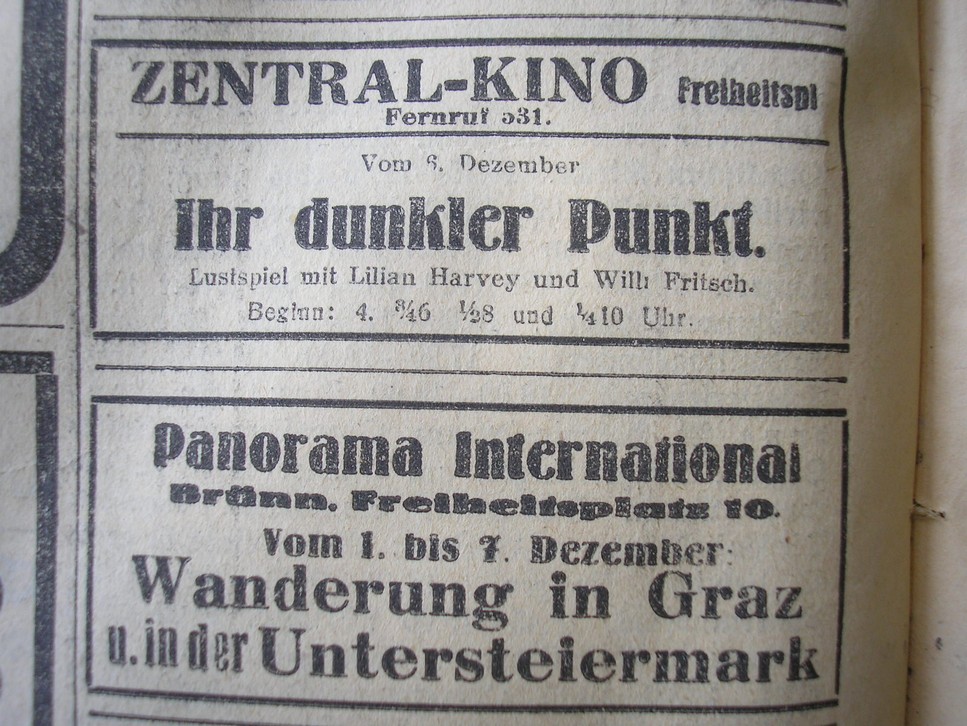 ZENTRAL-KINO Freiheitspl
Fernruf 531.
Vom 6. Dezember
Ihr dunkler Punkt.
Lustspiel mit Lilian Harvey und Willi Fritsch.
Beginn: 4. ¾6 ½8 und ¼10 Uhr.
Panorama International
Brünn. Freiheitsplatz 10.
Vom 1. bis 7. Dezember:
Wanderung in Graz
u. in der Untersteiermark